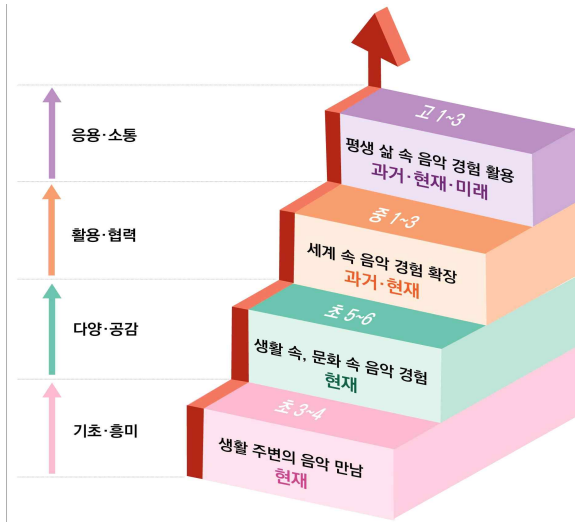 고 1~3
응용·소통
평생 삶 속 음악 경험 활용
과거·현재·미래
중 1~3
활용·협력
세계 속 음악 경험 확장
과거·현재
초 5~6
다양·공감
생활 속, 문화 속 음악 경험
현재
초 3~4
기초·흥미
생활 주변의 음악 만남
현재